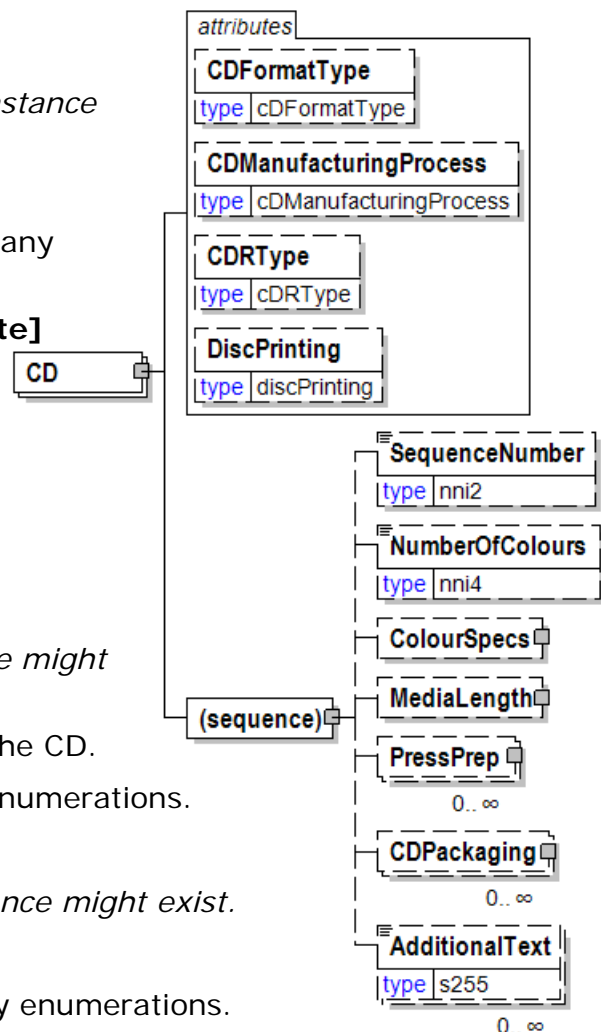 attributes
CDFormatType
type cDFormatType
nstance
CDManufacturingProcess
type cDManufacturingProcess
any
CDRType
type cDRType
te]
CD
DiscPrinting
type discPrinting
SequenceNumber
type nni2
NumberOfColours
type nni4
ColourSpecs
e might
MediaLength
(sequence)
he CD.
PressPrep
numerations.
0.. ∞
CDPackaging
0.. ∞
nce might exist.
AdditionalText
type s255
y enumerations.
0.. ∞